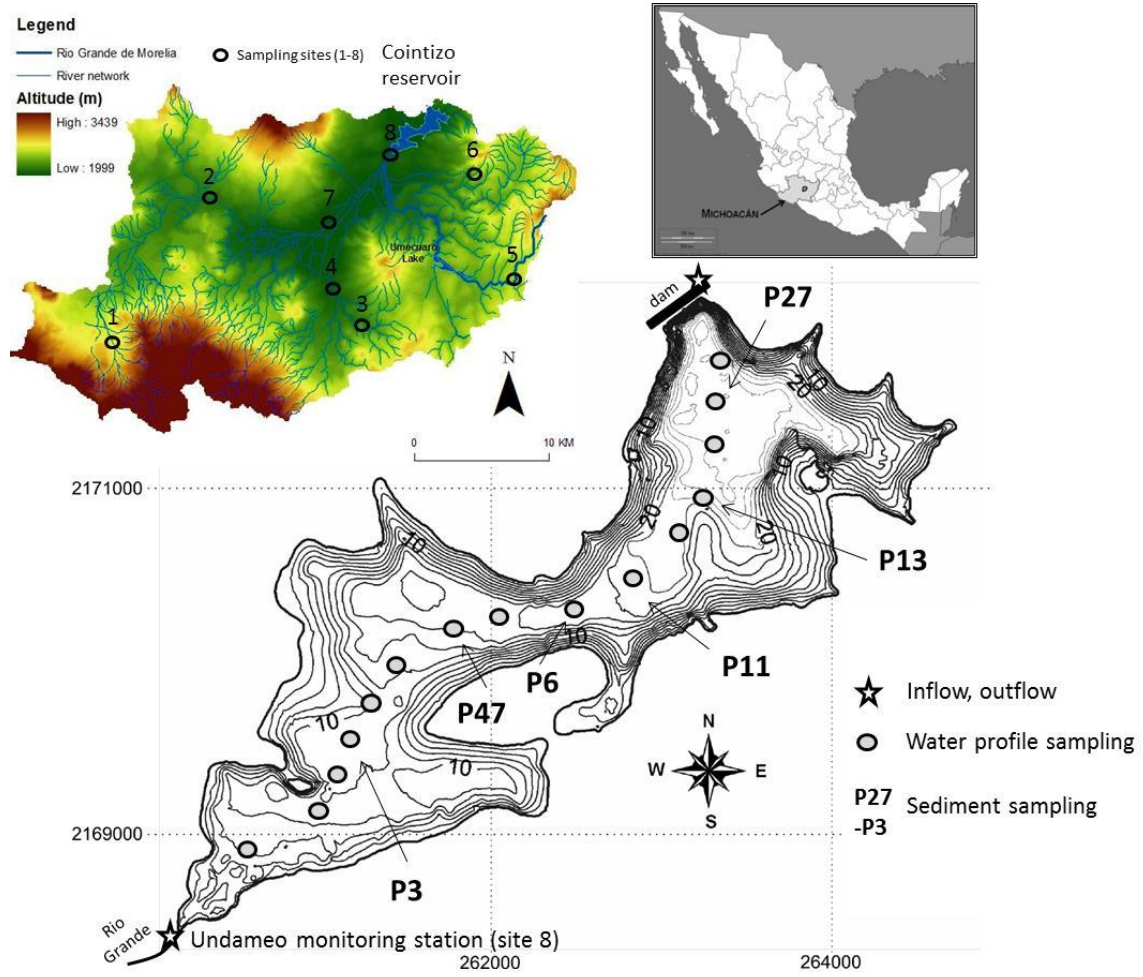 Legend
Rio Grande de Morelia
River network
Sampling sites (1-8)
Cointizo
reservoir
Altitude (m)
High : 3439
Low : 1999
8
6
2
7
Umecuaro
Lake
5
4
3
1
N
0 10 KM
MICHOACÁN
dam
P27
20
10
10
20
10
20
2171000
P13
10
10
P11
P6
P47
10
10
Inflow, outflow
Water profile sampling
P27
-P3
Sediment sampling
N
W E
S
2169000
P3
Rio
Grande
Undameo monitoring station (site 8)
262000
264000